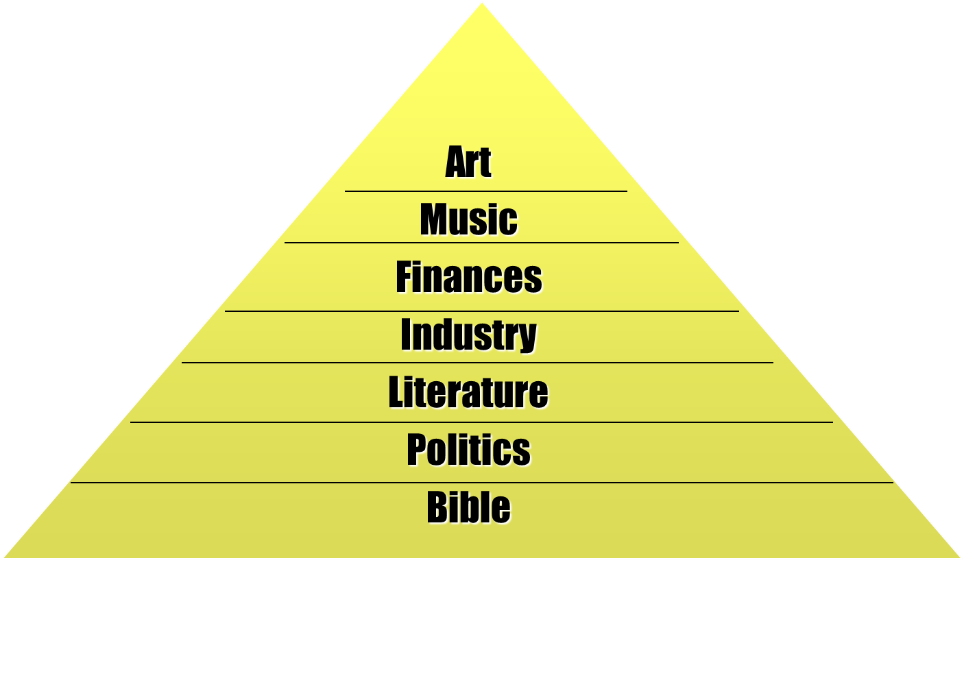 Art
Music
Finances
Industry
Literature
Politics
Bible